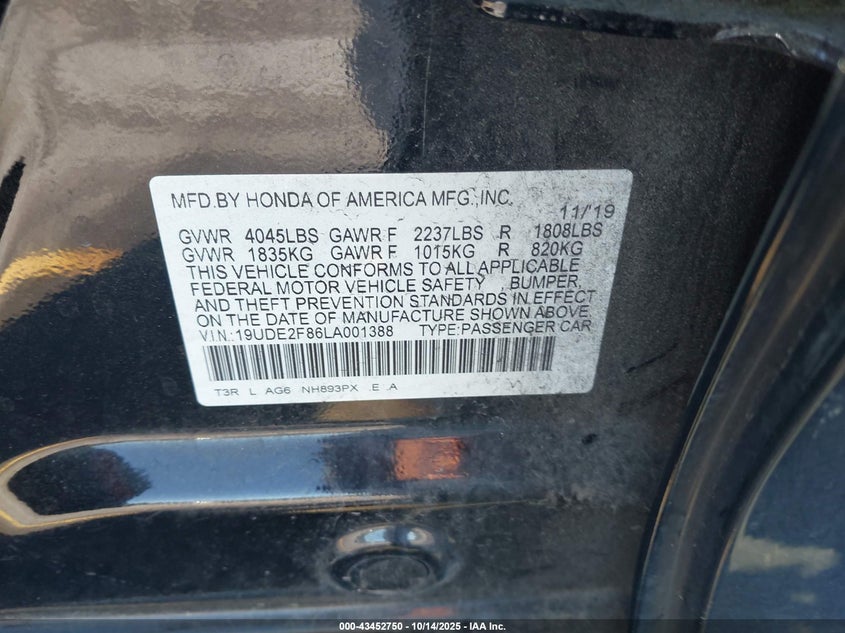 MFD.BY HONDA OF AMERICA MFG.,INC. 11/'19
GVWR 4045LBS GAWR F 2237LBS R 1808LBS
GVWR 1835KG GAWR F 1015KG R 820KG
THIS VEHICLE CONFORMS TO ALL APPLICABLE
FEDERAL MOTOR VEHICLE SAFETY , BUMPER,
AND THEFT PREVENTION STANDARDS IN EFFECT
ON THE DATE OF MANUFACTURE SHOWN ABOVE.
V.I.N.:19UDE2F86LA001388 TYPE:PASSENGER CAR
T3R L AG6 NH893PX .E .A
000-43452750 - 10/14/2025 - IAA Inc.